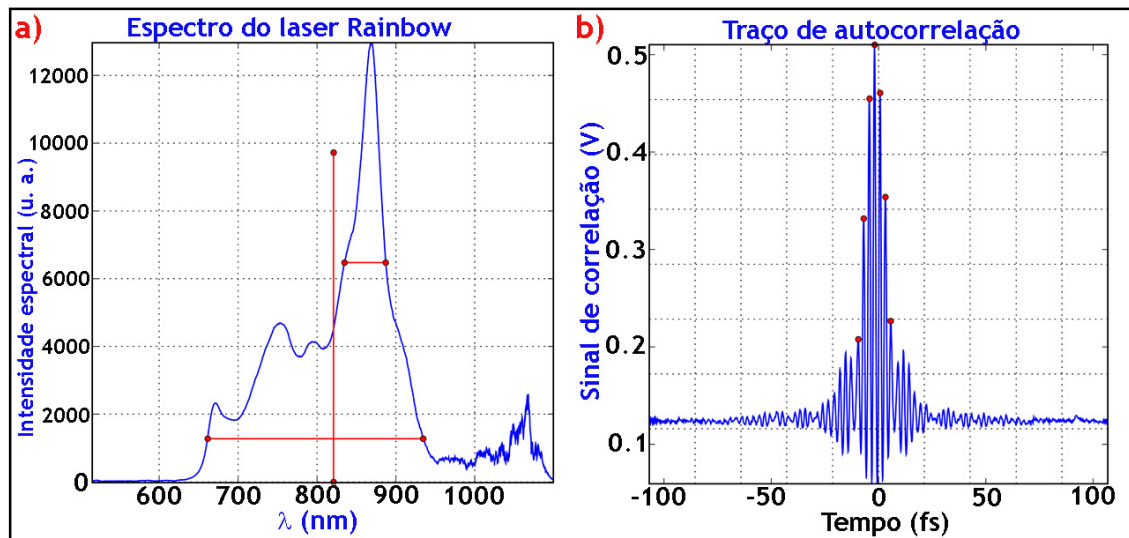 a)
Espectro do laser Rainbow
Intensidade espectral (u. a.)
12000
10000
8000
6000
4000
2000
0
600 700 800 900 1000
λ (nm)
b)
Traço de autocorrelação
Sinal de correlação (V)
0.5
0.4
0.3
0.2
0.1
-100 -50 0 50 100
Tempo (fs)